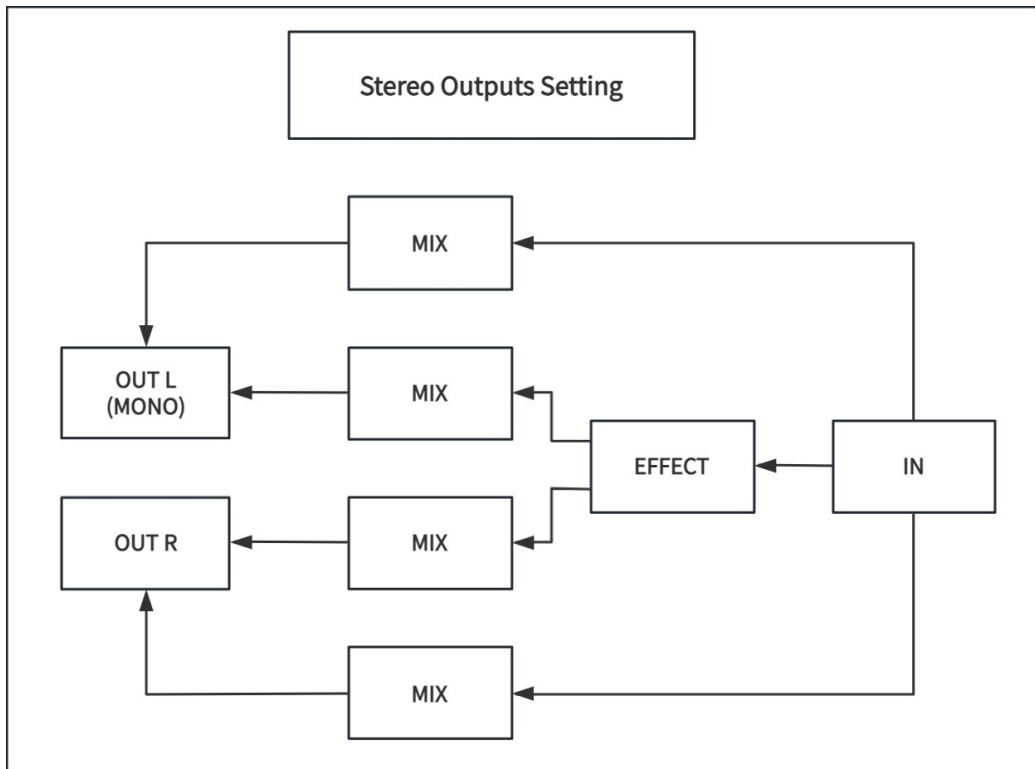 Stereo Outputs Setting
MIX
OUT L
(MONO)
MIX
EFFECT
IN
OUT R
MIX
MIX